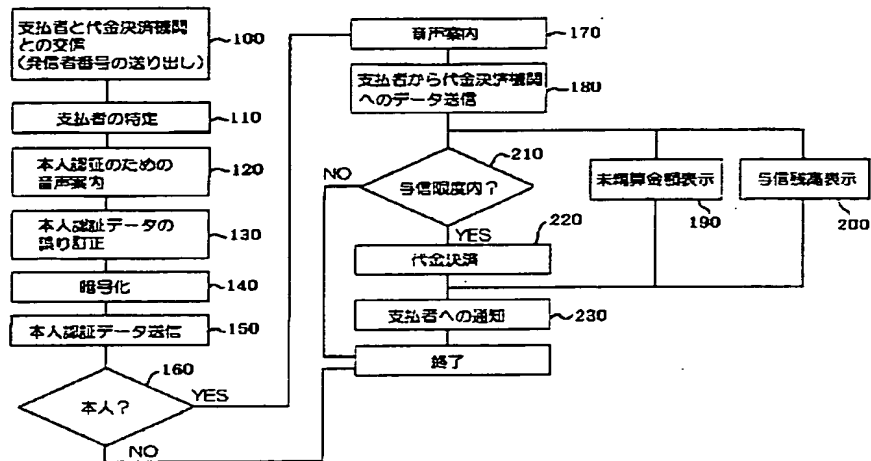 支払者と代金決済機関
との交信
(発信者番号の送り出し)
100
支払者の特定
110
本人認証のための
音声案内
120
本人認証データの
誤り訂正
130
暗号化
140
本人認証データ送信
150
160
本人?
YES
NO
音声案内
170
支払者から代金決済機関
へのデータ送信
180
210
NO
与信限度内?
YES
未精算金額表示
190
与信残高表示
200
220
代金決済
支払者への通知
230
終了